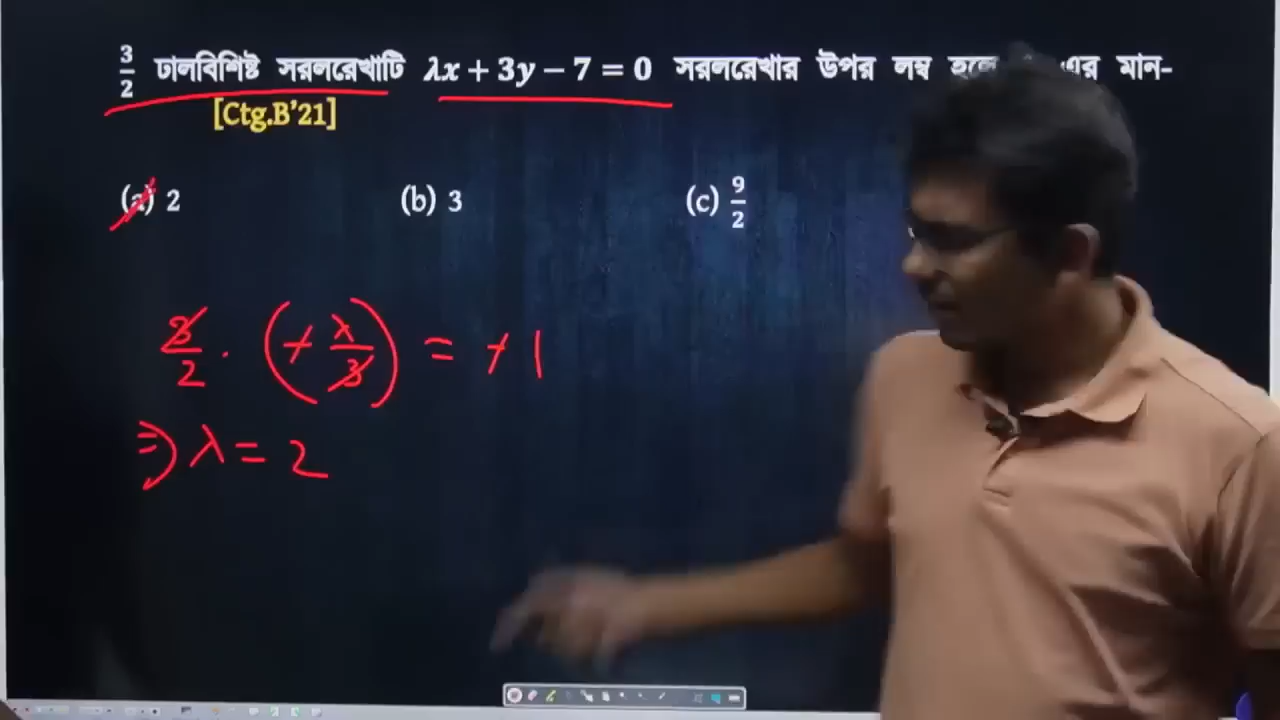 3/2 ঢালবিশিষ্ট সরলরেখাটি λx + 3y − 7 = 0 সরলরেখার উপর লম্ব হলে এর মান-
[Ctg.B'21]
(a) 2 (b) 3 (c) 9/2
3/2 · (− λ/3) = − 1
⇒ λ = 2